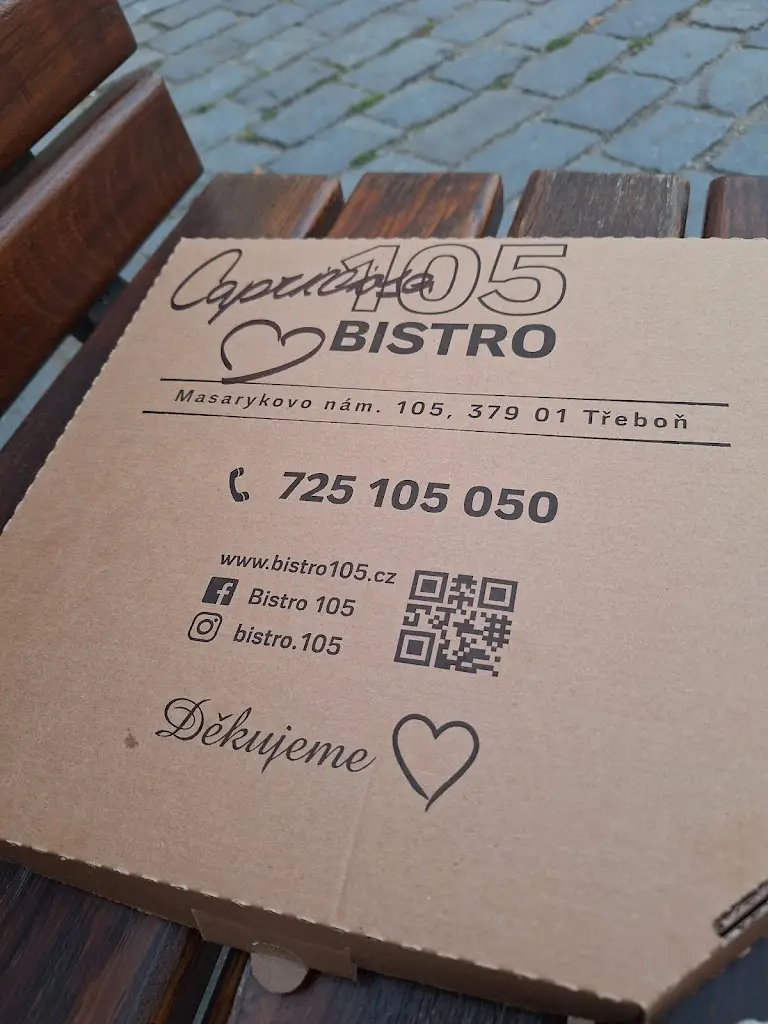 Capricciosa
105
BISTRO
Masarykovo nám. 105, 379 01 Třeboň
725 105 050
www.bistro105.cz
Bistro 105
bistro.105
Děkujeme